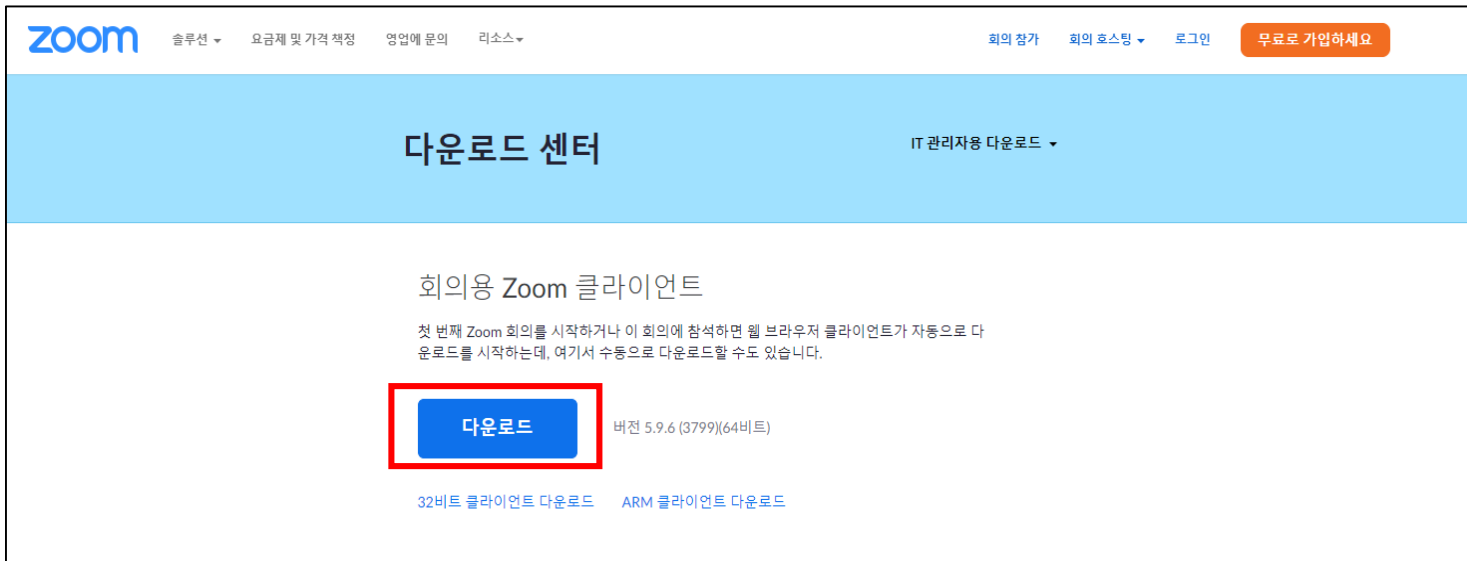 zoom 솔루션 요금제 및 가격 책정 영업에 문의 리소스 회의 참가 회의 호스팅 로그인 무료로 가입하세요
다운로드 센터 IT 관리자용 다운로드
회의용 Zoom 클라이언트
첫 번째 Zoom 회의를 시작하거나 이 회의에 참석하면 웹 브라우저 클라이언트가 자동으로 다
운로드를 시작하는데, 여기서 수동으로 다운로드할 수도 있습니다.
다운로드 버전 5.9.6 (3799)(64비트)
32비트 클라이언트 다운로드 ARM 클라이언트 다운로드